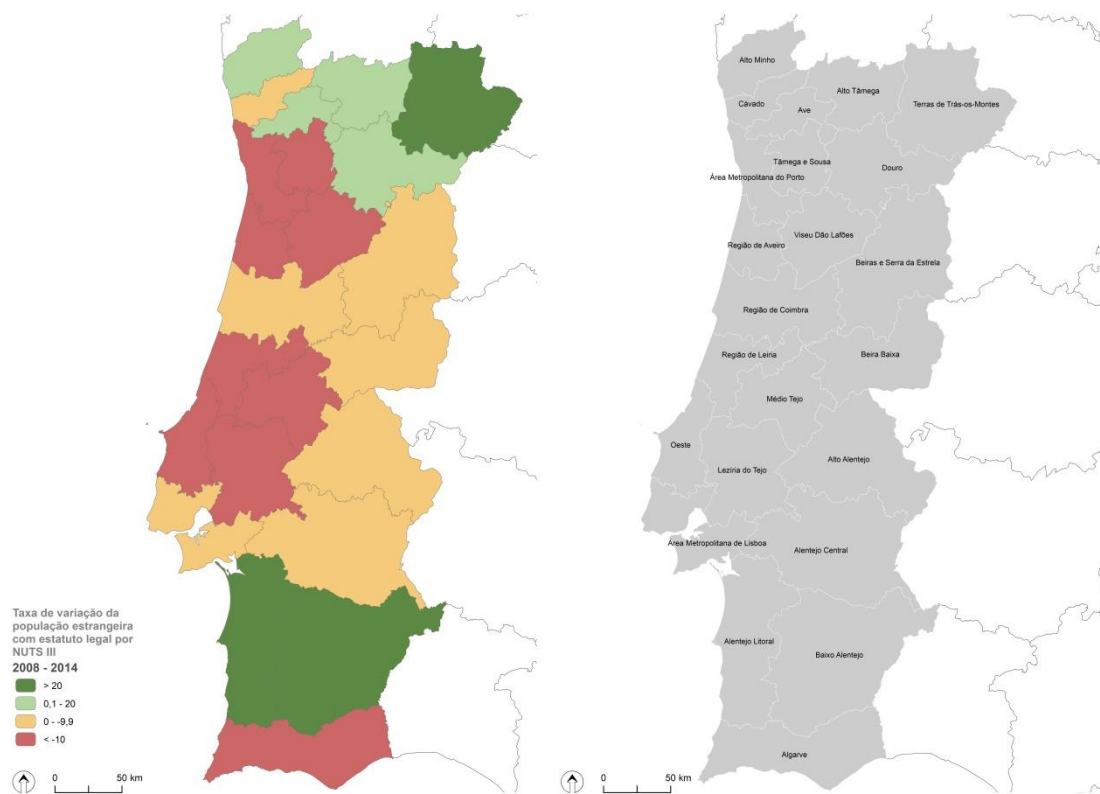 Taxa de variação da
população estrangeira
com estatuto legal por
NUTS III
2008 - 2014
> 20
0,1 - 20
0 - -9,9
< -10
0 50 km
Alto Minho
Alto Tâmega
Cávado
Ave
Terras de Trás-os-Montes
Tâmega e Sousa
Douro
Área Metropolitana do Porto
Viseu Dão Lafões
Região de Aveiro
Beiras e Serra da Estrela
Região de Coimbra
Região de Leiria
Beira Baixa
Médio Tejo
Oeste
Alto Alentejo
Lezíria do Tejo
Área Metropolitana de Lisboa
Alentejo Central
Alentejo Litoral
Baixo Alentejo
Algarve
0 50 km